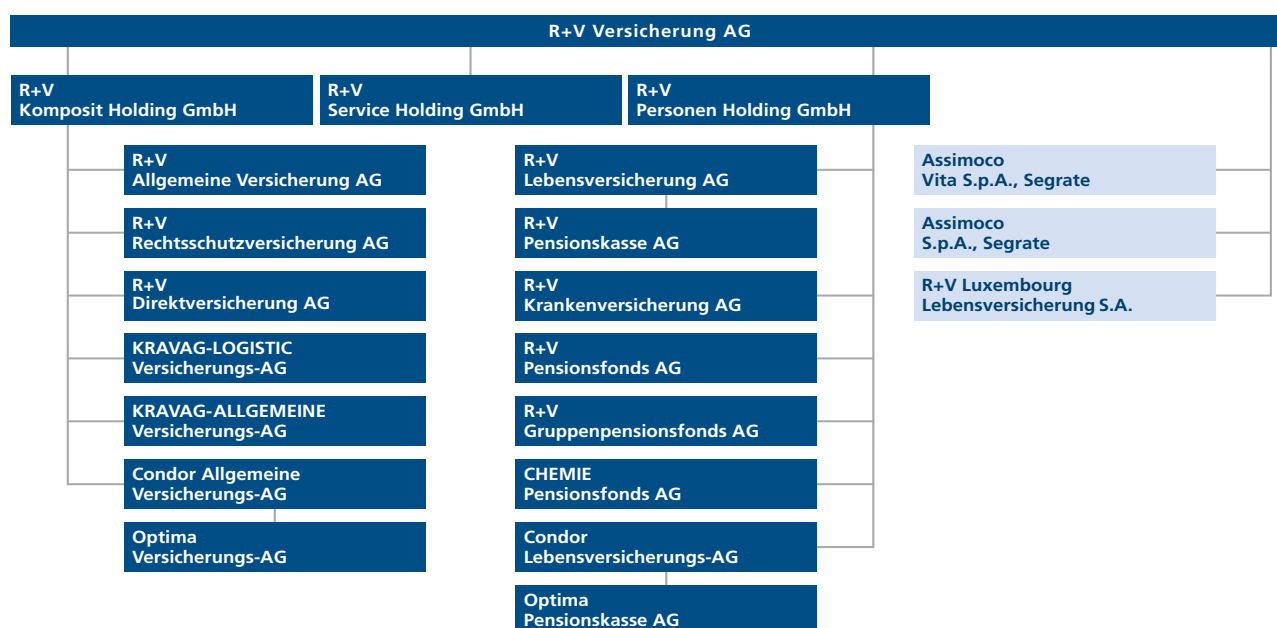 R+V Versicherung AG
R+V
Komposit Holding GmbH
R+V
Service Holding GmbH
R+V
Personen Holding GmbH
R+V
Allgemeine Versicherung AG
R+V
Rechtsschutzversicherung AG
R+V
Direktversicherung AG
KRAVAG-LOGISTIC
Versicherungs-AG
KRAVAG-ALLGEMEINE
Versicherungs-AG
Condor Allgemeine
Versicherungs-AG
Optima
Versicherungs-AG
R+V
Lebensversicherung AG
R+V
Pensionskasse AG
R+V
Krankenversicherung AG
R+V
Pensionsfonds AG
R+V
Gruppenpensionsfonds AG
CHEMIE
Pensionsfonds AG
Condor
Lebensversicherungs-AG
Optima
Pensionskasse AG
Assimoco
Vita S.p.A., Segrate
Assimoco
S.p.A., Segrate
R+V Luxembourg
Lebensversicherung S.A.